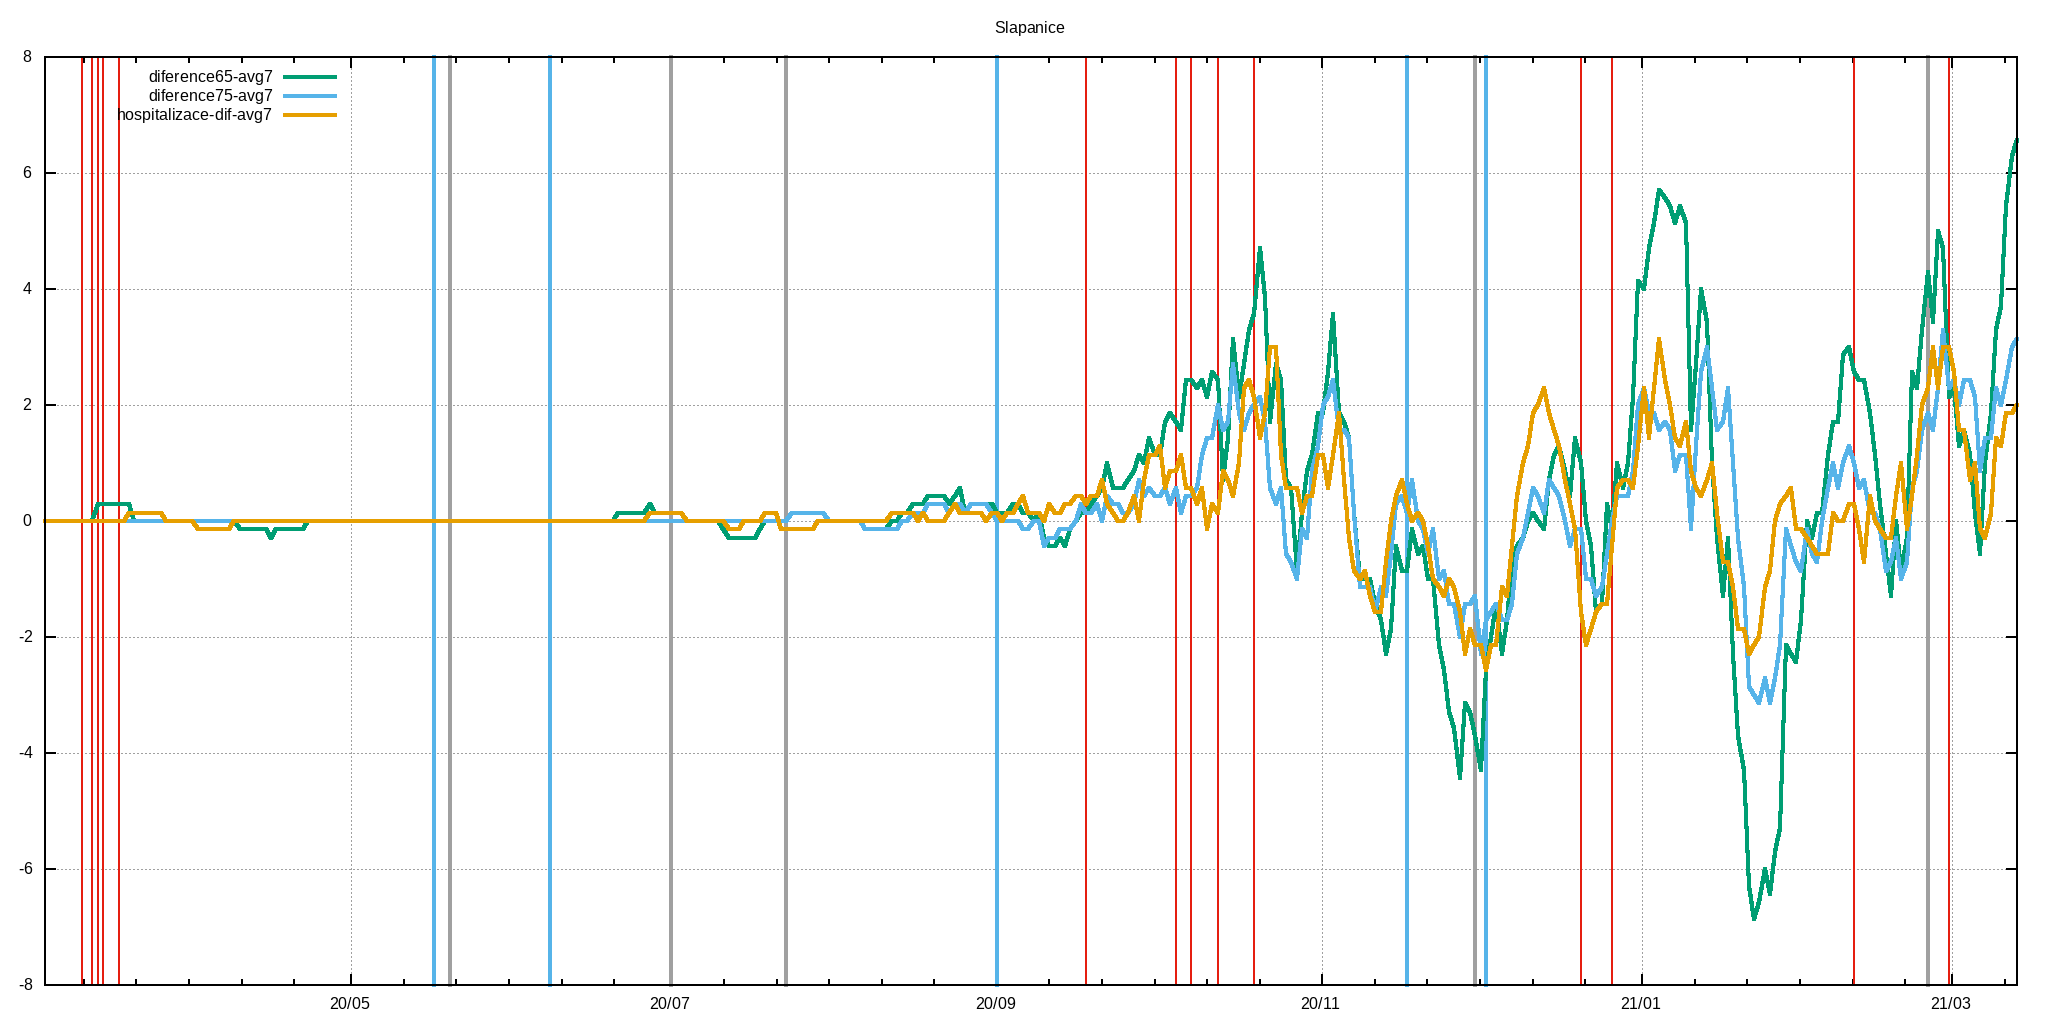 Slapanice
8
diference65-avg7
diference75-avg7
hospitalizace-dif-avg7
6
4
2
0
-2
-4
-6
-8
20/05 20/07 20/09 20/11 21/01 21/03